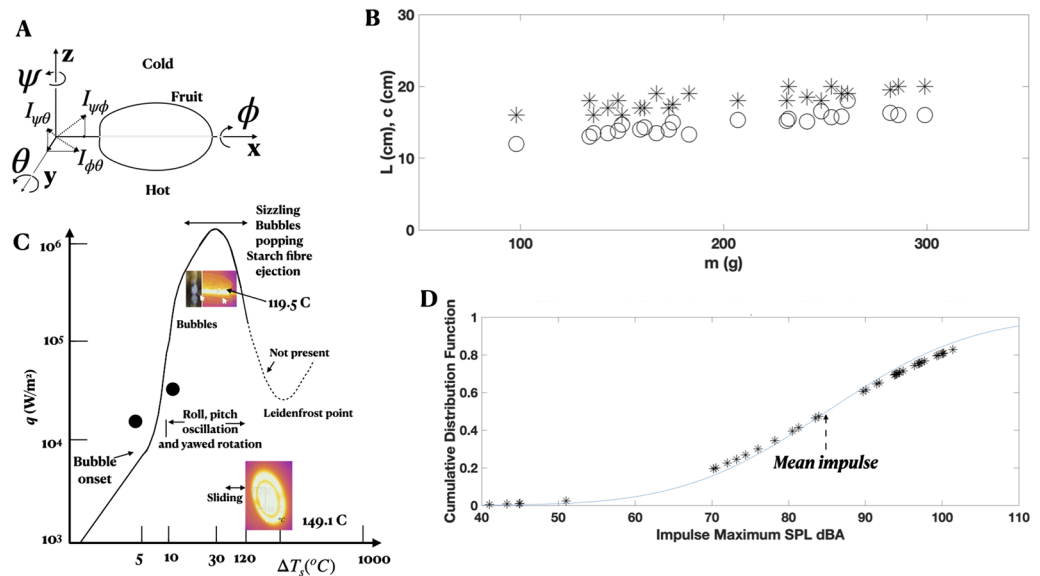 A
z
ψ
Cold
I_ψφ
Fruit
I_ψθ
φ
θ
x
y
I_φθ
Hot
B
30
20
10
0
L (cm), c (cm)
100
200
300
m (g)
C
Sizzling
Bubbles
popping
Starch fibre
ejection
10⁶
119.5 C
Bubbles
10⁵
Not present
q (W/m²)
Leidenfrost point
Roll, pitch
oscillation
and yawed rotation
10⁴
Bubble
onset
Sliding
°C
149.1 C
10³
5
10
30
120
1000
ΔTₛ(°C)
D
1
0.8
0.6
0.4
0.2
0
Cumulative Distribution Function
Mean impulse
40
50
60
70
80
90
100
110
Impulse Maximum SPL dBA